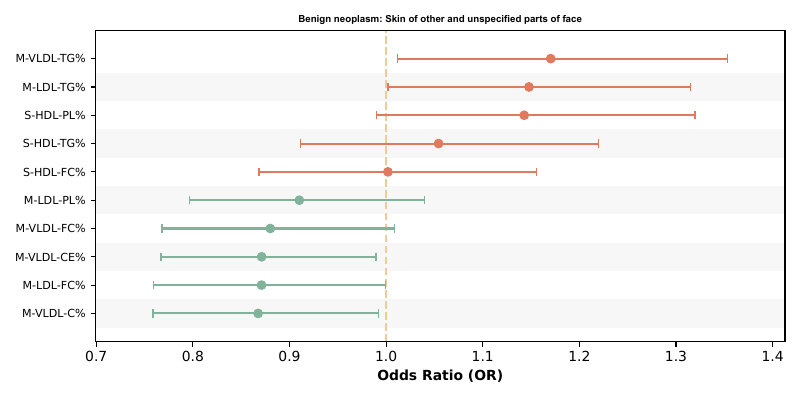 Benign neoplasm: Skin of other and unspecified parts of face
M-VLDL-TG%
M-LDL-TG%
S-HDL-PL%
S-HDL-TG%
S-HDL-FC%
M-LDL-PL%
M-VLDL-FC%
M-VLDL-CE%
M-LDL-FC%
M-VLDL-C%
0.7 0.8 0.9 1.0 1.1 1.2 1.3 1.4
Odds Ratio (OR)